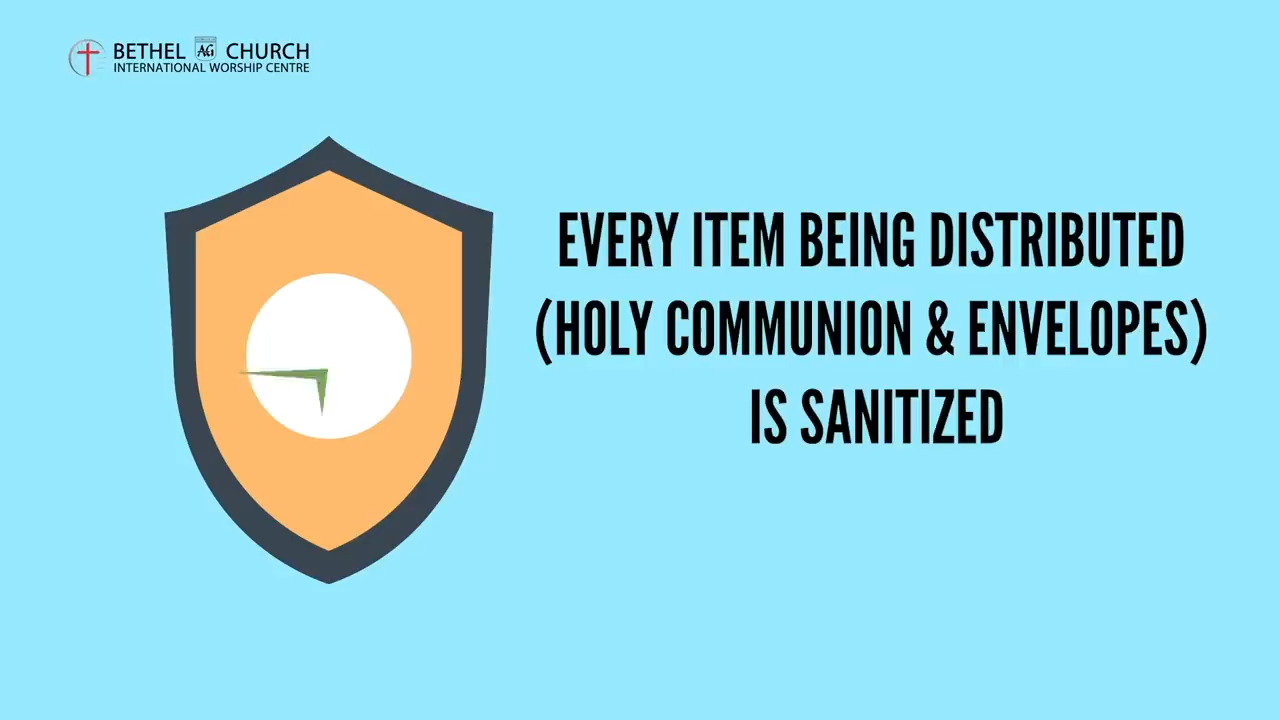 BETHEL AG CHURCH
INTERNATIONAL WORSHIP CENTRE
EVERY ITEM BEING DISTRIBUTED
(HOLY COMMUNION & ENVELOPES)
IS SANITIZED